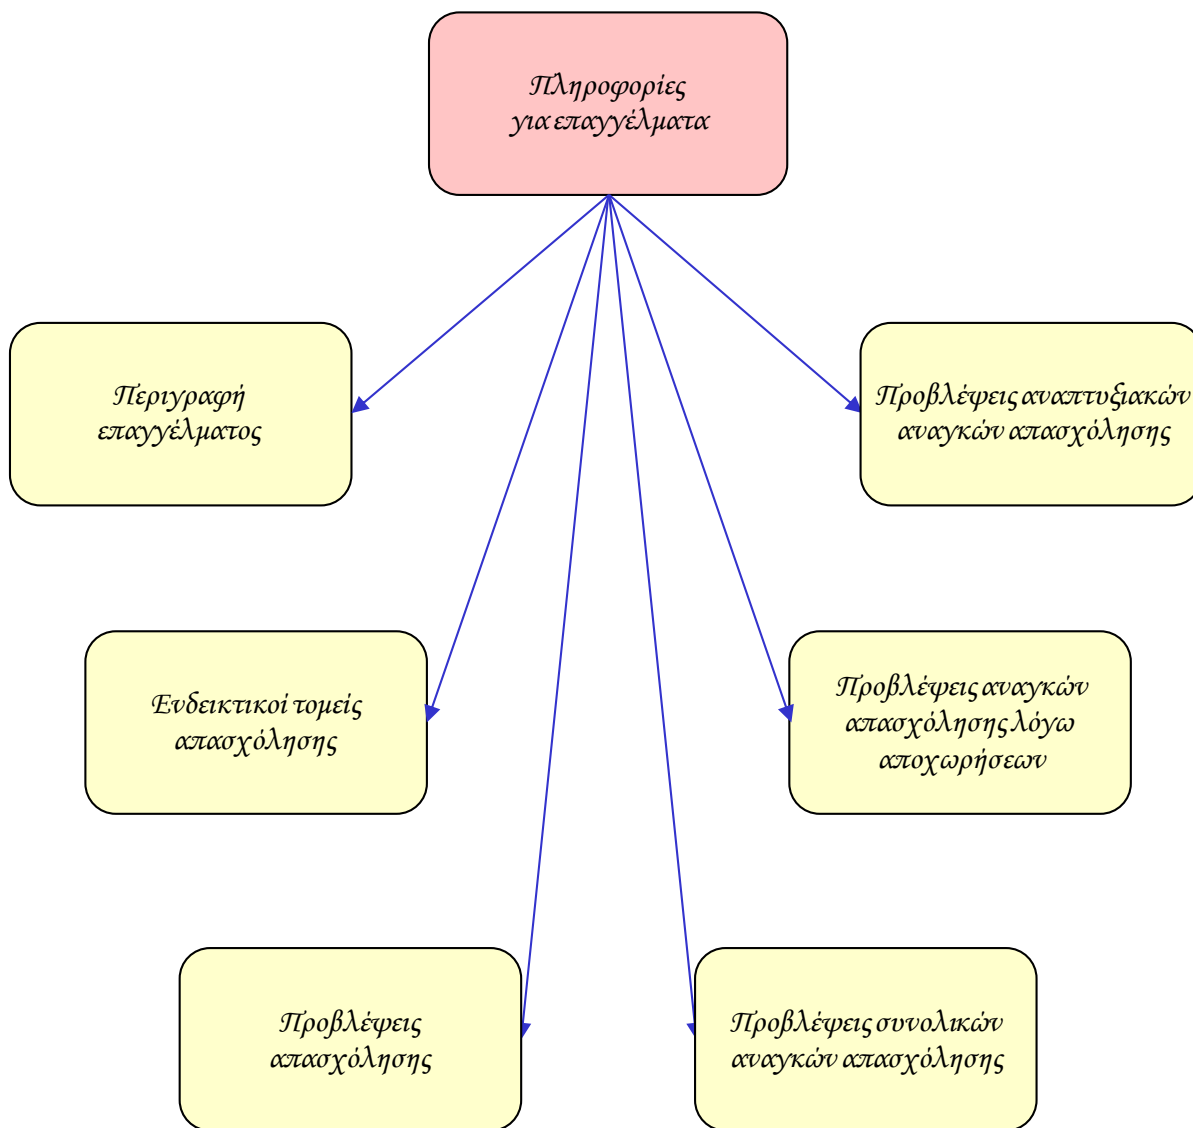 Πληροφορίες
για επαγγέλματα
Περιγραφή
επαγγέλματος
Προβλέψεις αναπτυξιακών
αναγκών απασχόλησης
Ενδεικτικοί τομείς
απασχόλησης
Προβλέψεις αναγκών
απασχόλησης λόγω
αποχωρήσεων
Προβλέψεις
απασχόλησης
Προβλέψεις συνολικών
αναγκών απασχόλησης